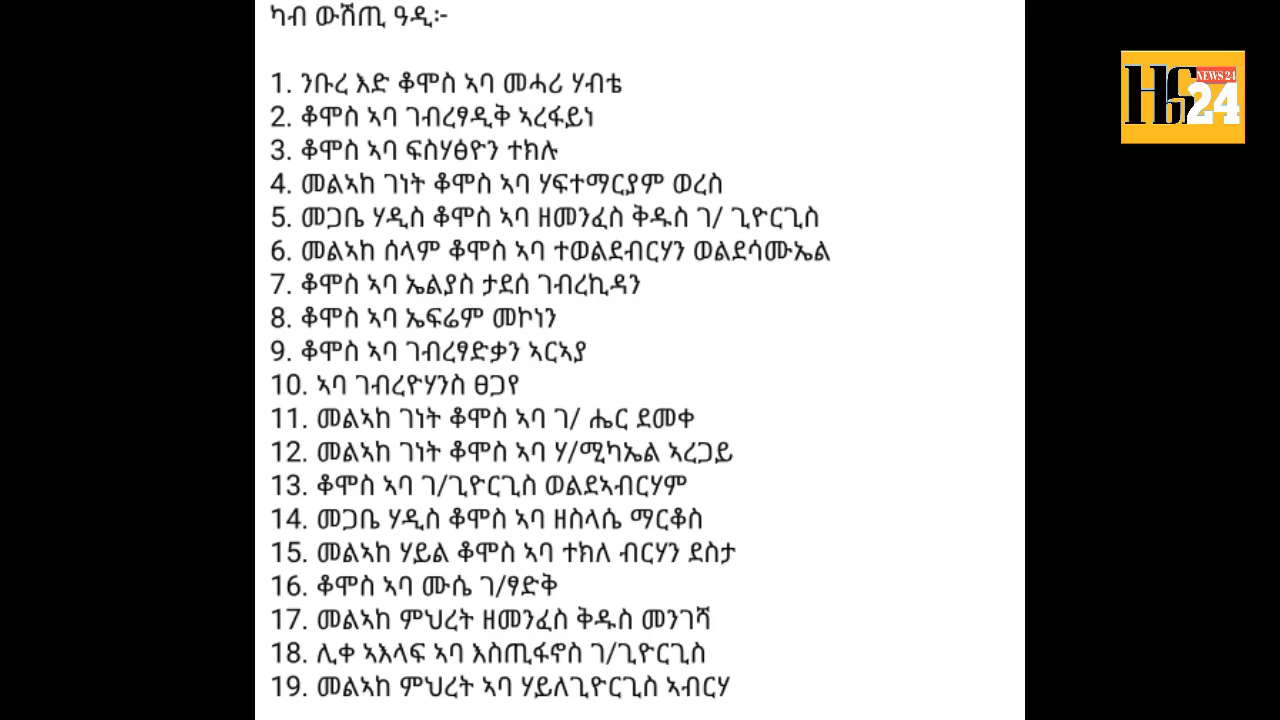 ካብ ውሽጢ ዓዲ፦
1. ንቡረ እድ ቆሞስ ኣባ መሓሪ ሃብቴ
2. ቆሞስ ኣባ ገብረፃዲቅ ኣረፋይነ
3. ቆሞስ ኣባ ፍስሃፅዮን ተክሉ
4. መልኣከ ገነት ቆሞስ ኣባ ሃፍተማርያም ወረስ
5. መጋቤ ሃዲስ ቆሞስ ኣባ ዘመንፈስ ቅዱስ ገ/ ጊዮርጊስ
6. መልኣከ ሰላም ቆሞስ ኣባ ተወልደብርሃን ወልደሳሙኤል
7. ቆሞስ ኣባ ኤልያስ ታደሰ ገብረኪዳን
8. ቆሞስ ኣባ ኤፍሬም መኮነን
9. ቆሞስ ኣባ ገብረፃድቃን ኣርኣያ
10. ኣባ ገብረዮሃንስ ፀጋየ
11. መልኣከ ገነት ቆሞስ ኣባ ገ/ ሔር ደመቀ
12. መልኣከ ገነት ቆሞስ ኣባ ሃ/ሚካኤል ኣረጋይ
13. ቆሞስ ኣባ ገ/ጊዮርጊስ ወልደኣብርሃም
14. መጋቤ ሃዲስ ቆሞስ ኣባ ዘስላሴ ማርቆስ
15. መልኣከ ሃይል ቆሞስ ኣባ ተክለ ብርሃን ደስታ
16. ቆሞስ ኣባ ሙሴ ገ/ፃድቅ
17. መልኣከ ምህረት ዘመንፈስ ቅዱስ መንገሻ
18. ሊቀ ኣእላፍ ኣባ እስጢፋኖስ ገ/ጊዮርጊስ
19. መልኣከ ምህረት ኣባ ሃይለጊዮርጊስ ኣብርሃ
NEWS 24
24